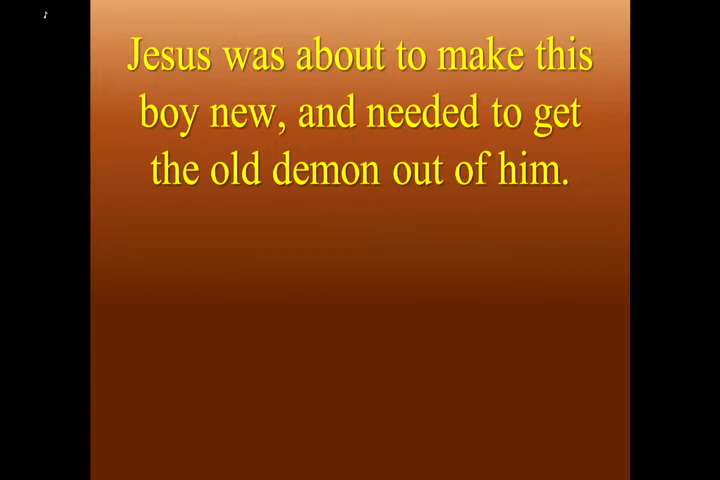 ♪
Jesus was about to make this
boy new, and needed to get
the old demon out of him.